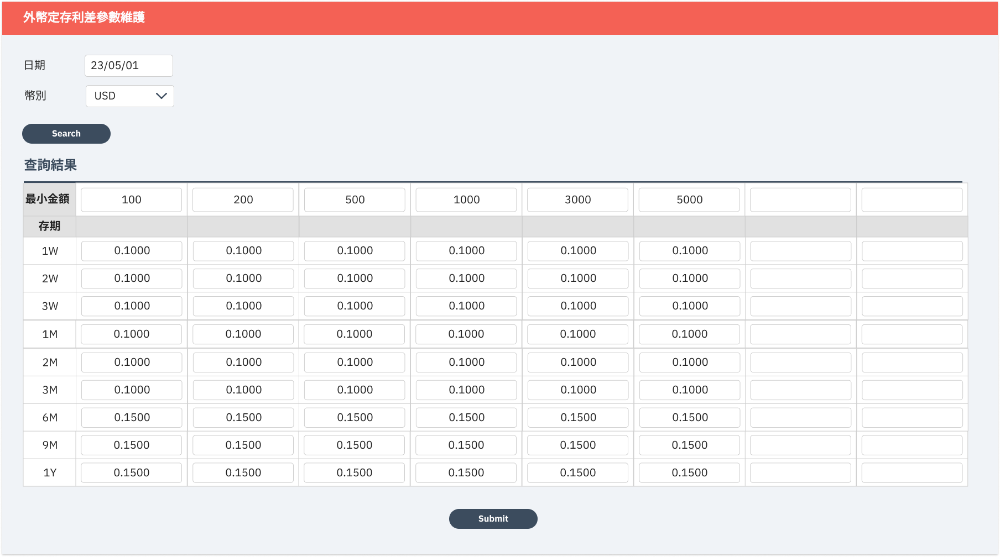 外幣定存利差參數維護
日期 23/05/01
幣別 USD
Search
查詢結果
最小金額 100 200 500 1000 3000 5000
存期
1W 0.1000 0.1000 0.1000 0.1000 0.1000 0.1000
2W 0.1000 0.1000 0.1000 0.1000 0.1000 0.1000
3W 0.1000 0.1000 0.1000 0.1000 0.1000 0.1000
1M 0.1000 0.1000 0.1000 0.1000 0.1000 0.1000
2M 0.1000 0.1000 0.1000 0.1000 0.1000 0.1000
3M 0.1000 0.1000 0.1000 0.1000 0.1000 0.1000
6M 0.1500 0.1500 0.1500 0.1500 0.1500 0.1500
9M 0.1500 0.1500 0.1500 0.1500 0.1500 0.1500
1Y 0.1500 0.1500 0.1500 0.1500 0.1500 0.1500
Submit